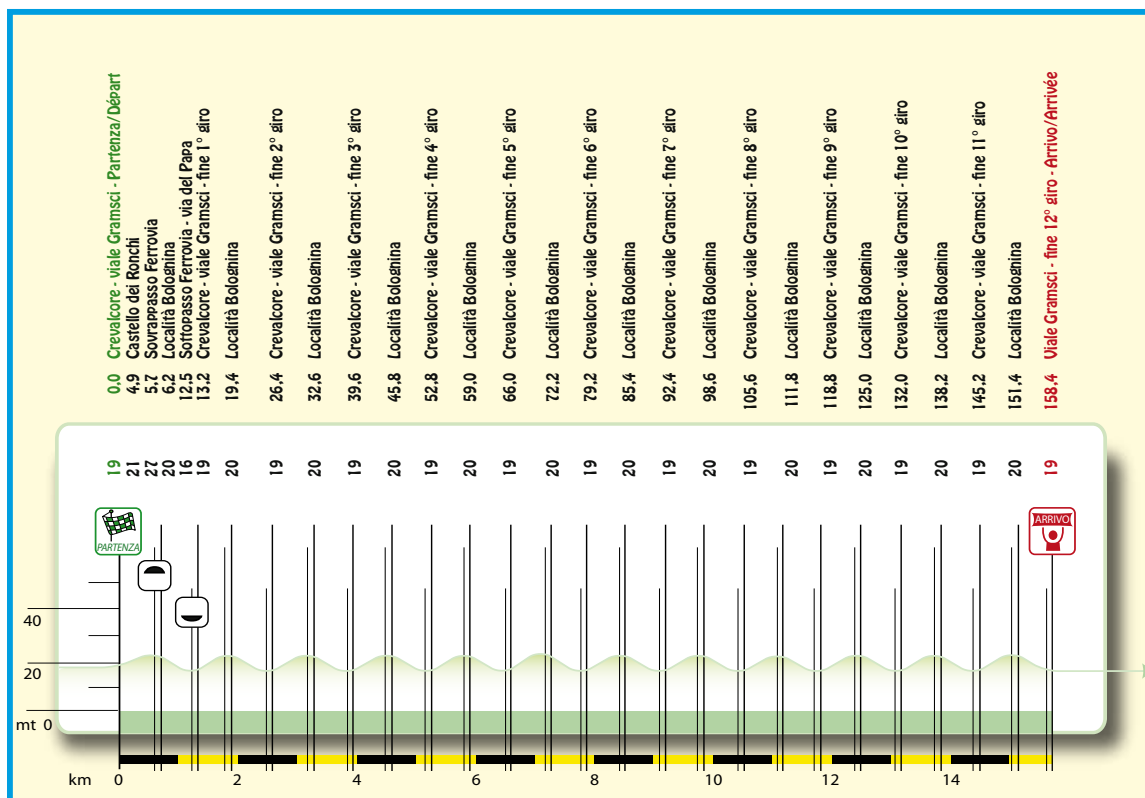 0.0 Crevalcore - viale Gramsci - Partenza/Départ
4.9 Castello dei Ronchi
5.7 Sovrappasso Ferrovia
6.2 Località Bolognina
12.5 Sottopasso Ferrovia - via del Papa
13.2 Crevalcore - viale Gramsci - fine 1° giro
19.4 Località Bolognina
26.4 Crevalcore - viale Gramsci - fine 2° giro
32.6 Località Bolognina
39.6 Crevalcore - viale Gramsci - fine 3° giro
45.8 Località Bolognina
52.8 Crevalcore - viale Gramsci - fine 4° giro
59.0 Località Bolognina
66.0 Crevalcore - viale Gramsci - fine 5° giro
72.2 Località Bolognina
79.2 Crevalcore - viale Gramsci - fine 6° giro
85.4 Località Bolognina
92.4 Crevalcore - viale Gramsci - fine 7° giro
98.6 Località Bolognina
105.6 Crevalcore - viale Gramsci - fine 8° giro
111.8 Località Bolognina
118.8 Crevalcore - viale Gramsci - fine 9° giro
125.0 Località Bolognina
132.0 Crevalcore - viale Gramsci - fine 10° giro
138.2 Località Bolognina
145.2 Crevalcore - viale Gramsci - fine 11° giro
151.4 Località Bolognina
158.4 Viale Gramsci - fine 12° giro - Arrivo/Arrivée
19 21 27 20 16 19 20 19 20 19 20 19 20 19 20 19 20 19 20 19 20 19 20 19 20 19 20 19
PARTENZA
ARRIVO
40
20
mt 0
km 0 2 4 6 8 10 12 14